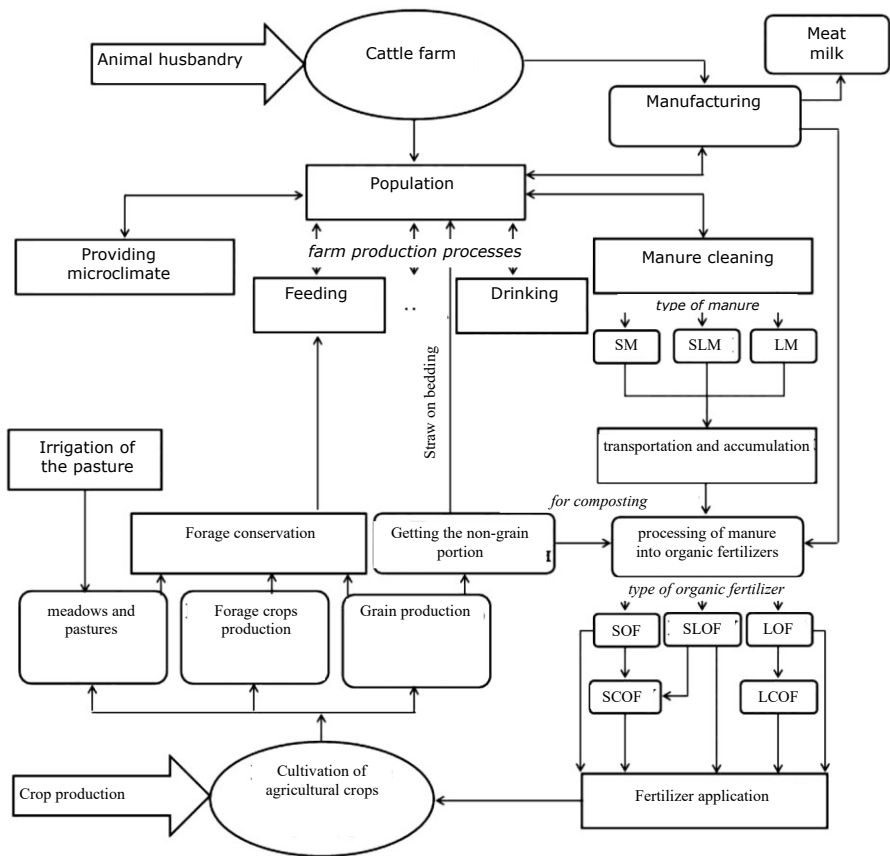 Meat
milk
Animal husbandry
Cattle farm
Manufacturing
Population
Providing
microclimate
farm production processes
Manure cleaning
Feeding
..
Drinking
type of manure
SM
SLM
LM
Straw on bedding
Irrigation of
the pasture
transportation and accumulation
for composting
Forage conservation
Getting the non-grain
portion
processing of manure
into organic fertilizers
type of organic fertilizer
meadows and
pastures
Forage crops
production
Grain production
SOF
SLOF
LOF
SCOF
LCOF
Cultivation of
agricultural crops
Crop production
Fertilizer application